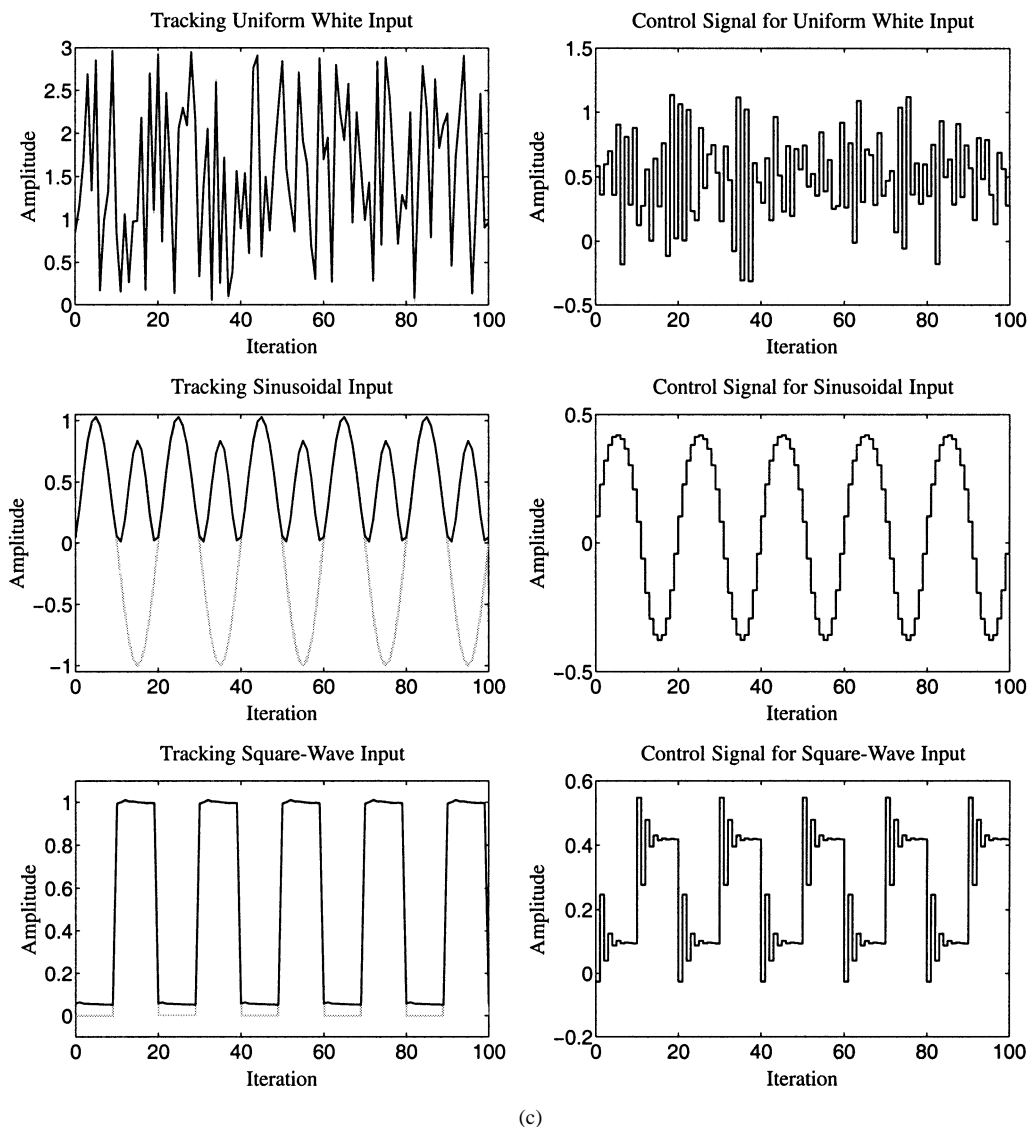 Tracking Uniform White Input
Amplitude
3
2.5
2
1.5
1
0.5
0
0 20 40 60 80 100
Iteration
Control Signal for Uniform White Input
Amplitude
1.5
1
0.5
0
−0.5
0 20 40 60 80 100
Iteration
Tracking Sinusoidal Input
Amplitude
1
0.5
0
−0.5
−1
0 20 40 60 80 100
Iteration
Control Signal for Sinusoidal Input
Amplitude
0.5
0
−0.5
0 20 40 60 80 100
Iteration
Tracking Square-Wave Input
Amplitude
1
0.8
0.6
0.4
0.2
0
0 20 40 60 80 100
Iteration
Control Signal for Square-Wave Input
Amplitude
0.6
0.4
0.2
0
−0.2
0 20 40 60 80 100
Iteration
(c)